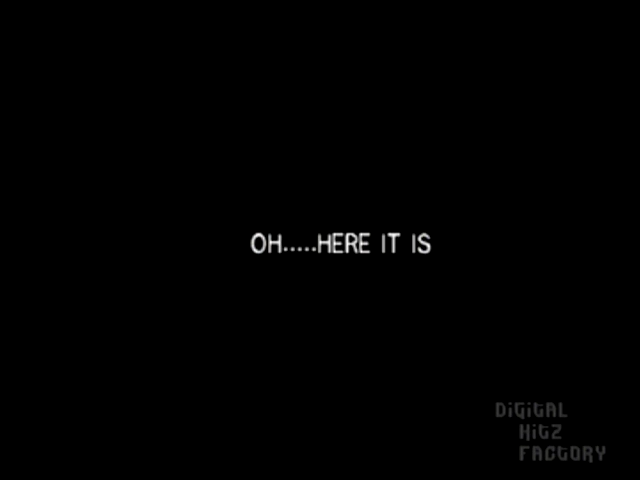 OH.....HERE IT IS
DiGitAL
HitZ
FACtORY